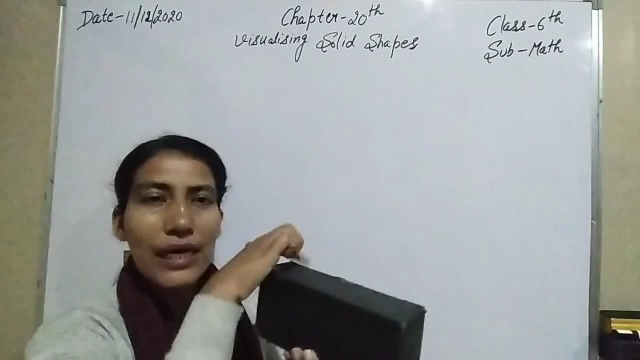 Date-11/12/2020
Chapter-20th
Visualising Solid Shapes
Class-6th
Sub-Math